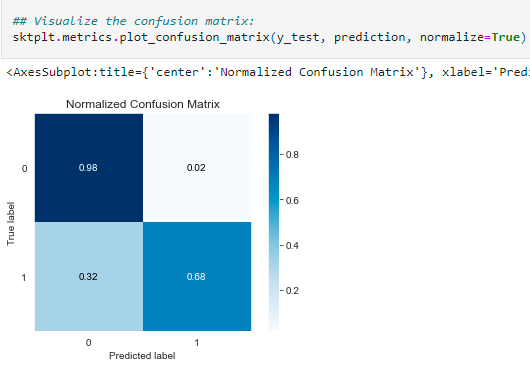 ## Visualize the confusion matrix:
sktplt.metrics.plot_confusion_matrix(y_test, prediction, normalize=True)
<AxesSubplot:title={'center':'Normalized Confusion Matrix'}, xlabel='Predi
Normalized Confusion Matrix
0.98 0.02
0
0.32 0.68
1
0 1
Predicted label
True label
0.8
0.6
0.4
0.2